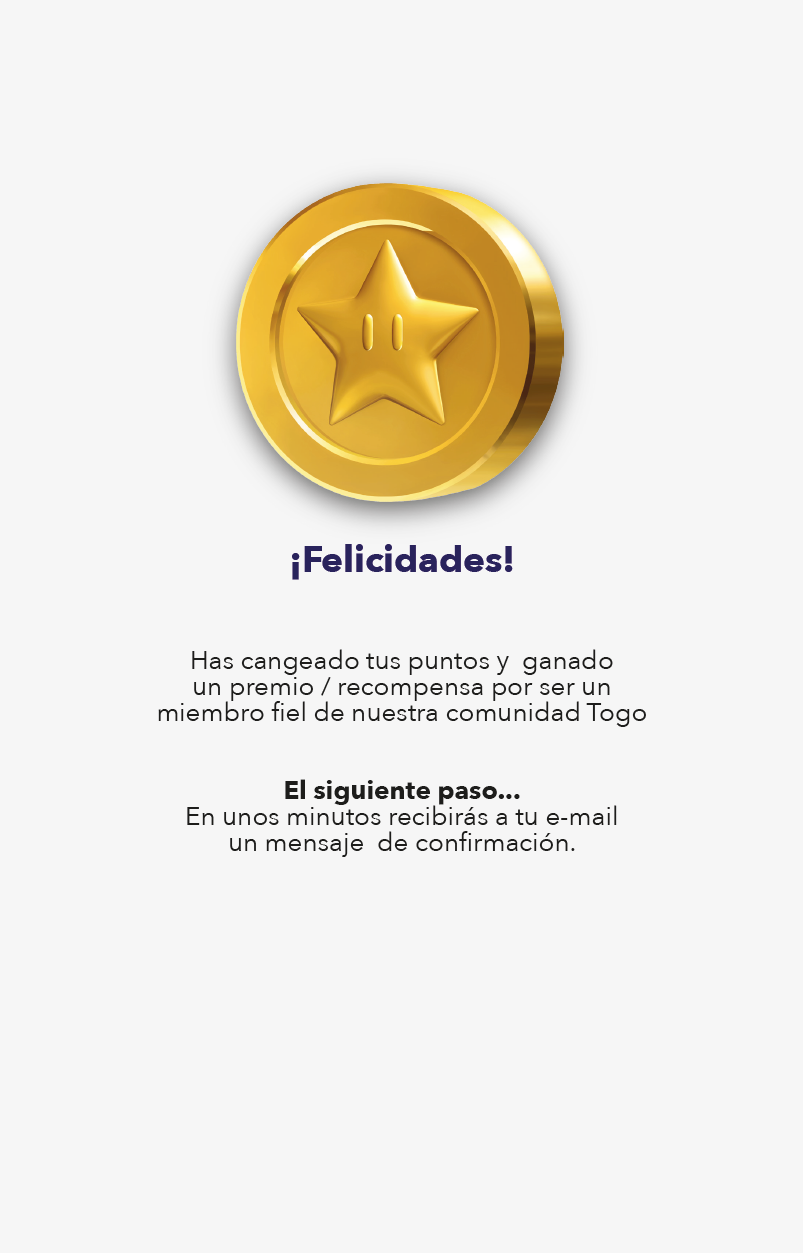 ¡Felicidades!
Has cangeado tus puntos y  ganado
un premio / recompensa por ser un
miembro fiel de nuestra comunidad Togo
El siguiente paso...
En unos minutos recibirás a tu e-mail
un mensaje  de confirmación.